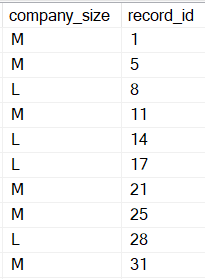 company_size record_id
M 1
M 5
L 8
M 11
L 14
L 17
M 21
M 25
L 28
M 31